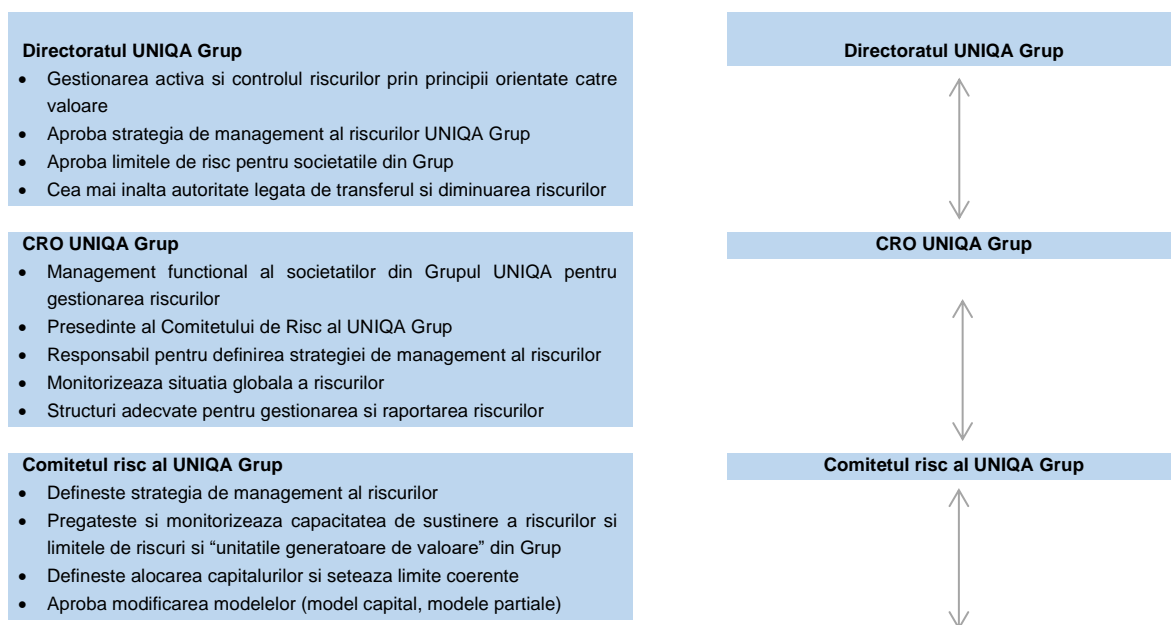 Directoratul UNIQA Grup
• Gestionarea activa si controlul riscurilor prin principii orientate catre
valoare
• Aproba strategia de management al riscurilor UNIQA Grup
• Aproba limitele de risc pentru societatile din Grup
• Cea mai inalta autoritate legata de transferul si diminuarea riscurilor
CRO UNIQA Grup
• Management functional al societatilor din Grupul UNIQA pentru
gestionarea riscurilor
• Presedinte al Comitetului de Risc al UNIQA Grup
• Responsabil pentru definirea strategiei de management al riscurilor
• Monitorizeaza situatia globala a riscurilor
• Structuri adecvate pentru gestionarea si raportarea riscurilor
Comitetul risc al UNIQA Grup
• Defineste strategia de management al riscurilor
• Pregateste si monitorizeaza capacitatea de sustinere a riscurilor si
limitele de riscuri si “unitatile generatoare de valoare” din Grup
• Defineste alocarea capitalurilor si seteaza limite coerente
• Aproba modificarea modelelor (model capital, modele partiale)
Directoratul UNIQA Grup
CRO UNIQA Grup
Comitetul risc al UNIQA Grup